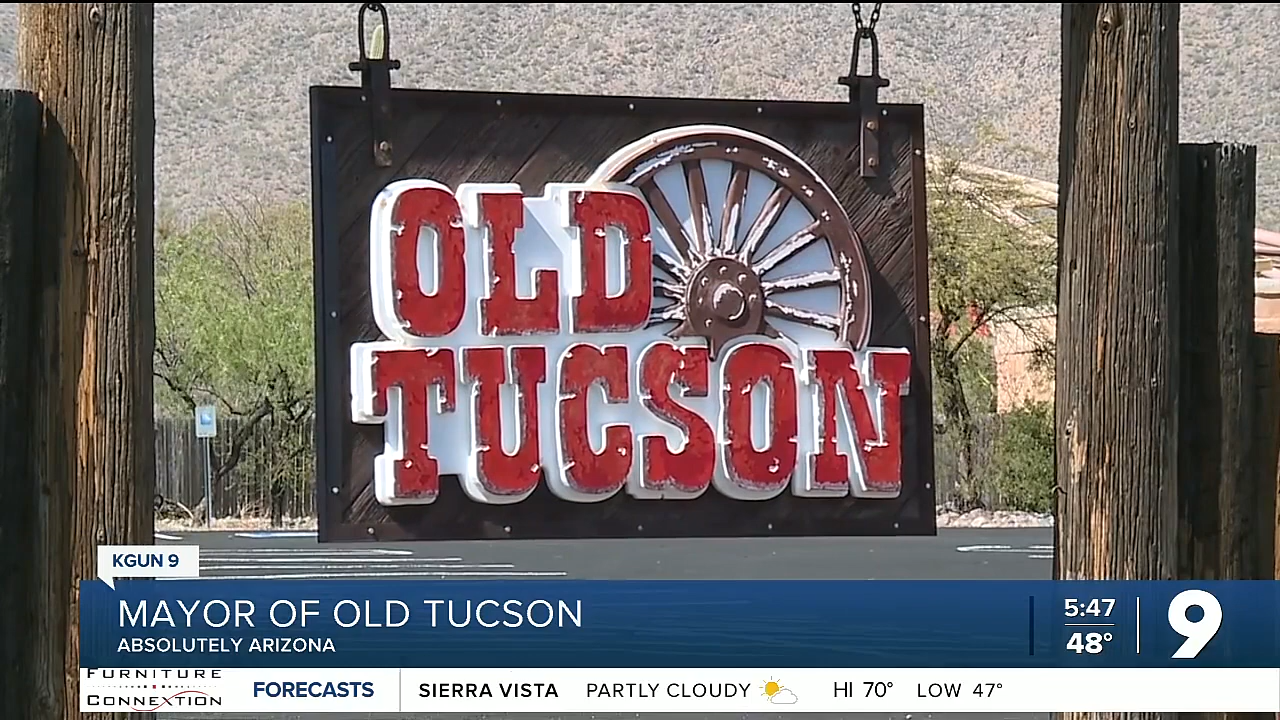 OLD
TUCSON
KGUN 9
MAYOR OF OLD TUCSON
ABSOLUTELY ARIZONA
5:47
48°
9
FURNITURE
CONNEXTION
FORECASTS
SIERRA VISTA PARTLY CLOUDY HI 70° LOW 47°